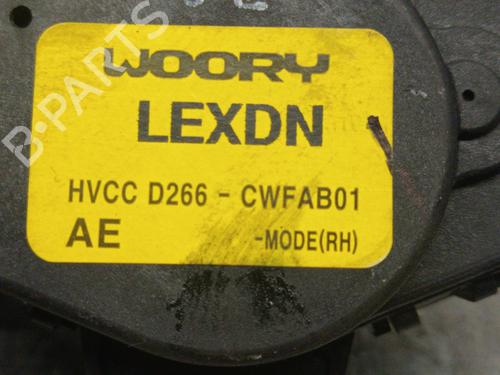 WOORY
LEXDN
HVCC D266 - CWFAB01
AE -MODE(RH)
B-PARTS